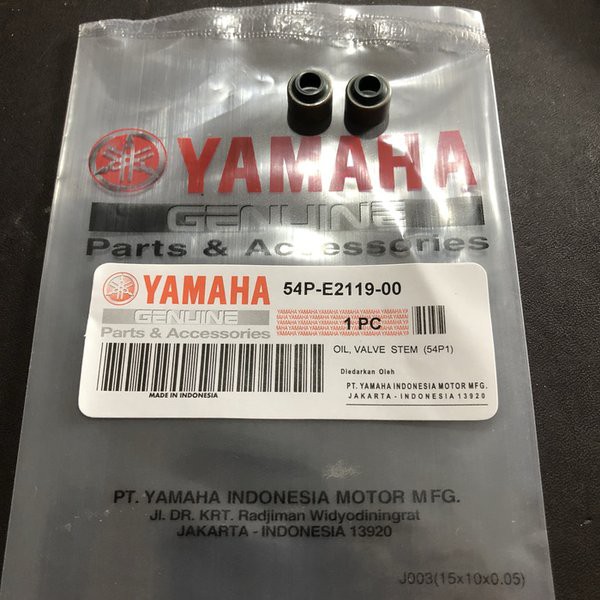 YAMAHA
GENUINE
Parts & Accessories
YAMAHA
GENUINE
Parts & Accessories
MADE IN INDONESIA
54P-E2119-00
1 PC
OIL, VALVE STEM (54P1)
Diedarkan Oleh
PT. YAMAHA INDONESIA MOTOR MFG.
JAKARTA - INDONESIA 13920
PT. YAMAHA INDONESIA MOTOR MFG.
Jl. DR. KRT. Radjiman Widyodiningrat
JAKARTA - INDONESIA 13920
J003(15x10x0.05)